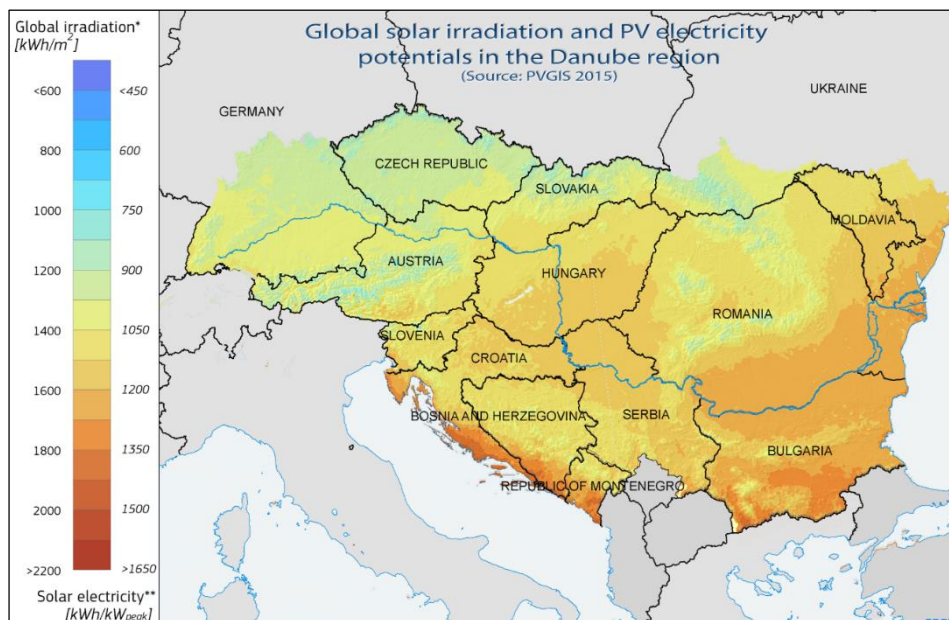 Global irradiation*
[kWh/m²]
Global solar irradiation and PV electricity
potentials in the Danube region
(Source: PVGIS 2015)
<600 <450
800 600
1000 750
1200 900
1400 1050
1600 1200
1800 1350
2000 1500
>2200 >1650
Solar electricity**
[kWh/kWpeak]
UKRAINE
GERMANY
CZECH REPUBLIC
SLOVAKIA
MOLDAVIA
AUSTRIA
HUNGARY
ROMANIA
SLOVENIA
CROATIA
BOSNIA AND HERZEGOVINA
SERBIA
BULGARIA
REPUBLIC OF MONTENEGRO